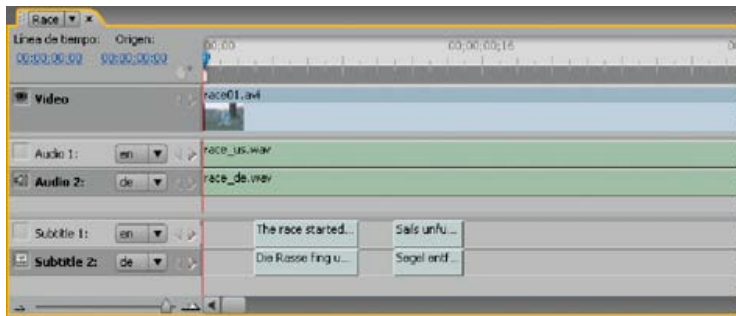 Race
Línea de tiempo: Origen:
00:00:00:00 00:00:00:00
00;00 00;00;00;16
Video
race01.avi
Audio 1: en
race_us.wav
Audio 2: de
race_de.wav
Subtitle 1: en
The race started... Sails unfu...
Subtitle 2: de
Die Rasse fing u... Segel entf...